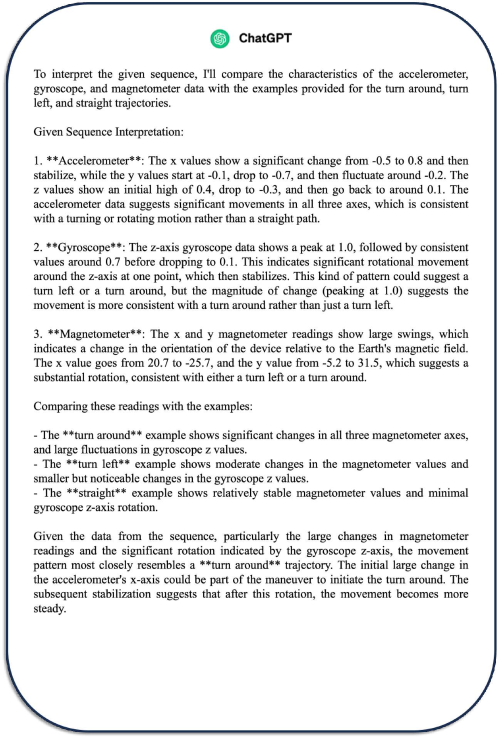 ChatGPT
To interpret the given sequence, I'll compare the characteristics of the accelerometer,
gyroscope, and magnetometer data with the examples provided for the turn around, turn
left, and straight trajectories.
Given Sequence Interpretation:
1. **Accelerometer**: The x values show a significant change from -0.5 to 0.8 and then
stabilize, while the y values start at -0.1, drop to -0.7, and then fluctuate around -0.2. The
z values show an initial high of 0.4, drop to -0.3, and then go back to around 0.1. The
accelerometer data suggests significant movements in all three axes, which is consistent
with a turning or rotating motion rather than a straight path.
2. **Gyroscope**: The z-axis gyroscope data shows a peak at 1.0, followed by consistent
values around 0.7 before dropping to 0.1. This indicates significant rotational movement
around the z-axis at one point, which then stabilizes. This kind of pattern could suggest a
turn left or a turn around, but the magnitude of change (peaking at 1.0) suggests the
movement is more consistent with a turn around rather than just a turn left.
3. **Magnetometer**: The x and y magnetometer readings show large swings, which
indicates a change in the orientation of the device relative to the Earth's magnetic field.
The x value goes from 20.7 to -25.7, and the y value from -5.2 to 31.5, which suggests a
substantial rotation, consistent with either a turn left or a turn around.
Comparing these readings with the examples:
- The **turn around** example shows significant changes in all three magnetometer axes,
and large fluctuations in gyroscope z values.
- The **turn left** example shows moderate changes in the magnetometer values and
smaller but noticeable changes in the gyroscope z values.
- The **straight** example shows relatively stable magnetometer values and minimal
gyroscope z-axis rotation.
Given the data from the sequence, particularly the large changes in magnetometer
readings and the significant rotation indicated by the gyroscope z-axis, the movement
pattern most closely resembles a **turn around** trajectory. The initial large change in
the accelerometer's x-axis could be part of the maneuver to initiate the turn around. The
subsequent stabilization suggests that after this rotation, the movement becomes more
steady.